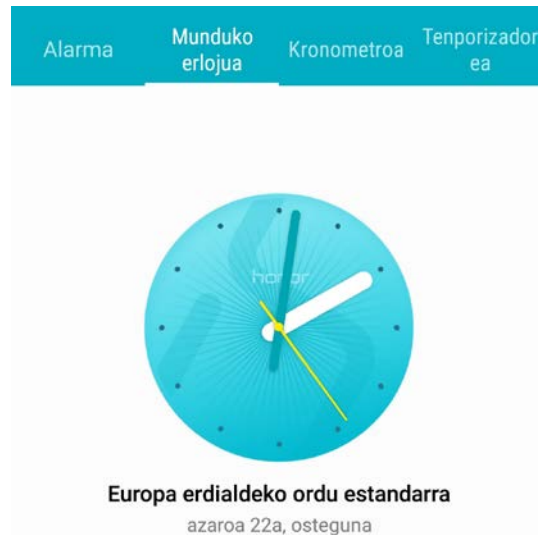 Alarma
Munduko
erlojua
Kronometroa
Tenporizador
ea
honor
Europa erdialdeko ordu estandarra
azaroa 22a, osteguna